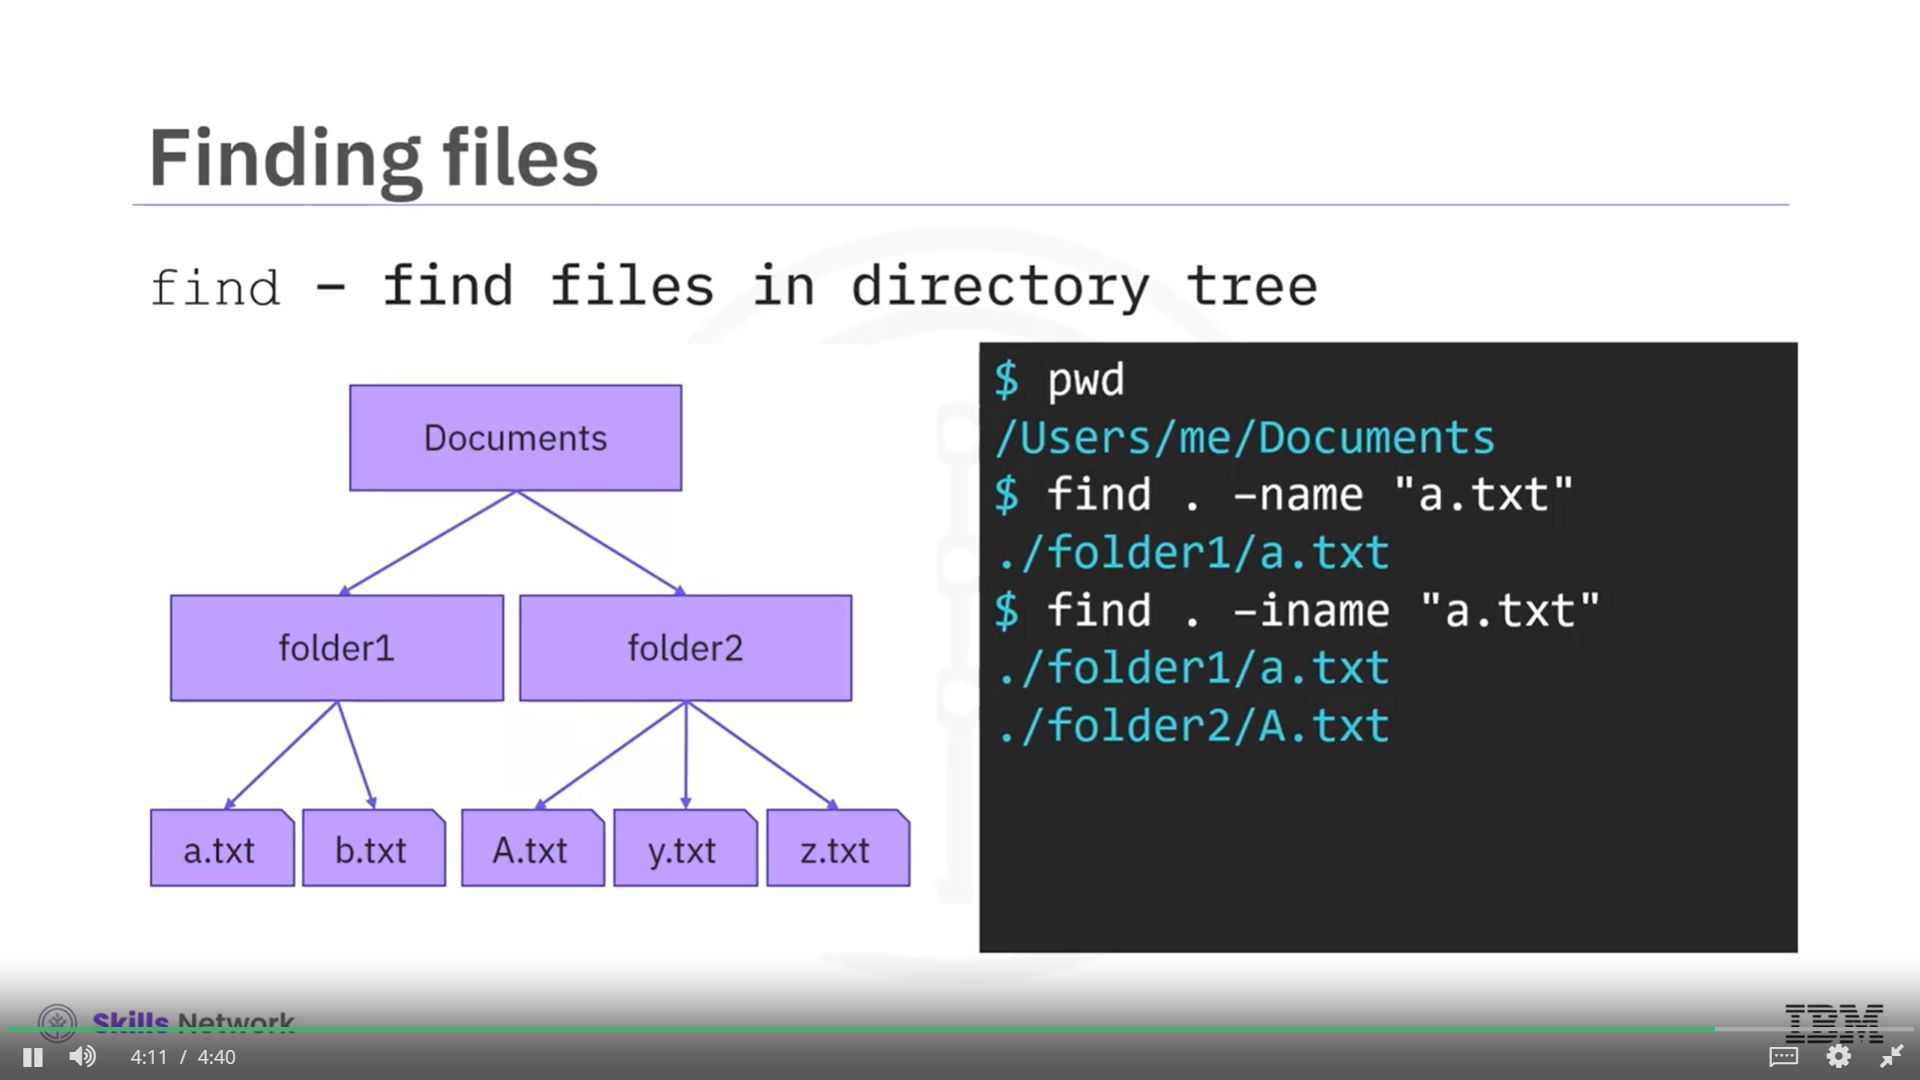 Finding files
find – find files in directory tree
Documents
folder1
folder2
a.txt
b.txt
A.txt
y.txt
z.txt
$ pwd
/Users/me/Documents
$ find . –name "a.txt"
./folder1/a.txt
$ find . –iname "a.txt"
./folder1/a.txt
./folder2/A.txt
Skills Network
IBM
4:11 / 4:40